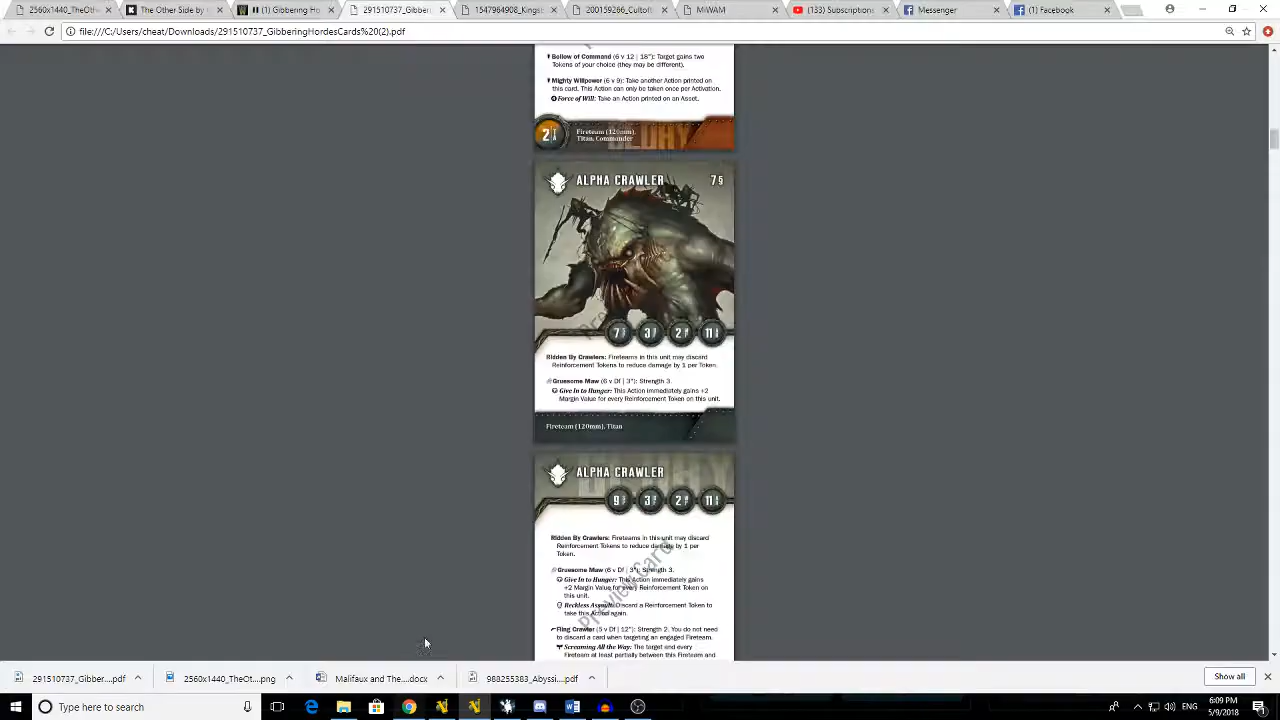 2560x1440_TheOth
The Other Side by
(1) Gibbering Hor
291510737_Gibber
1547964908_Kings
200159266_Cultof
MWAM
(133) Subscriptions
Messenger
(1) Facebook
file:///C:/Users/near/Downloads/291510737_GibberingHordesCards%20(2).pdf
Bellow of Command (6 v 12 | 18"): Target gains two
Tokens of your choice (they may be different).
Mighty Willpower (6 v 9): Take another Action printed on
this card. This Action can only be taken once per Activation.
Force of Will: Take an Action printed on an Asset.
2
Fireteam (120mm),
Titan, Commander
ALPHA CRAWLER
7
7 3 2 11
Ridden By Crawlers: Fireteams in this unit may discard
Reinforcement Tokens to reduce damage by 1 per Token.
Gruesome Maw (6 v Df | 3"): Strength 3.
Give In to Hunger: This Action immediately gains +2
Margin Value for every Reinforcement Token on this unit.
Fireteam (120mm), Titan
ALPHA CRAWLER
9 3 2 11
Ridden By Crawlers: Fireteams in this unit may discard
Reinforcement Tokens to reduce damage by 1 per
Token.
Gruesome Maw (6 v Df | 3"): Strength 3.
Give In to Hunger: This Action immediately gains
+2 Margin Value for every Reinforcement Token on
this unit.
Reckless Assault: Discard a Reinforcement Token to
take this Action again.
Fling Crawler (5 v Df | 12"): Strength 2. You do not need
to discard a card when targeting an engaged Fireteam.
Screaming All the Way: The target and every
Fireteam at least partially between this Fireteam and
Preview Card
291510737_Gibber....pdf
2560x1440_TheOt....png
Malifaux and The....docx
988253383_Abyssi....pdf
Show all
Type here to search
6:09 PM
5/9/2018